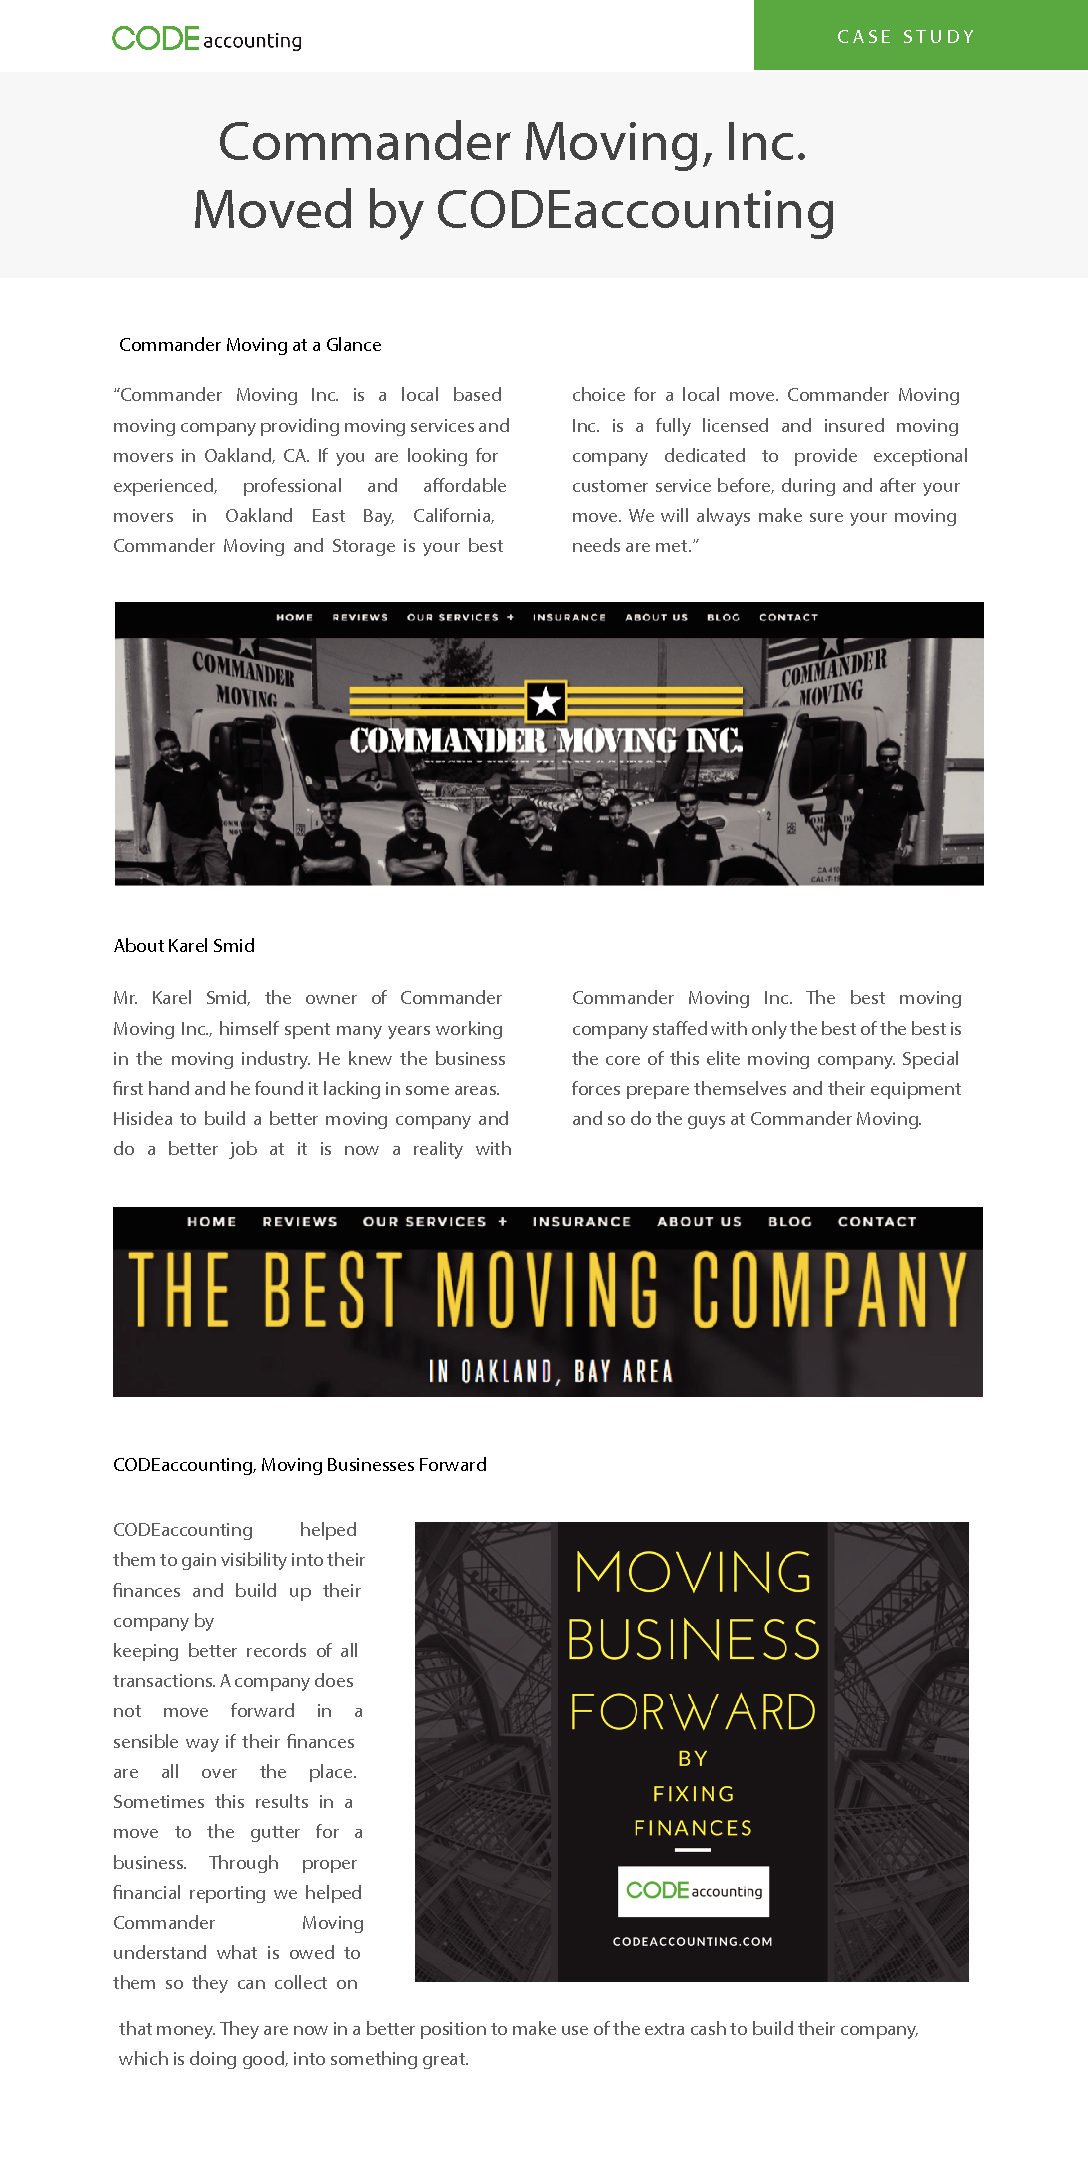 CODE accounting
CASE STUDY
Commander Moving, Inc.
Moved by CODEaccounting
Commander Moving at a Glance
“Commander Moving Inc. is a local based
moving company providing moving services and
movers in Oakland, CA. If you are looking for
experienced, professional and affordable
movers in Oakland East Bay, California,
Commander Moving and Storage is your best
choice for a local move. Commander Moving
Inc. is a fully licensed and insured moving
company dedicated to provide exceptional
customer service before, during and after your
move. We will always make sure your moving
needs are met.”
HOME REVIEWS OUR SERVICES + INSURANCE ABOUT US BLOG CONTACT
COMMANDER
MOVING
COMMANDER
MOVING
COMMANDER MOVING INC.
2
About Karel Smid
Mr. Karel Smid, the owner of Commander
Moving Inc., himself spent many years working
in the moving industry. He knew the business
first hand and he found it lacking in some areas.
Hisidea to build a better moving company and
do a better job at it is now a reality with
Commander Moving Inc. The best moving
company staffed with only the best of the best is
the core of this elite moving company. Special
forces prepare themselves and their equipment
and so do the guys at Commander Moving.
HOME REVIEWS OUR SERVICES + INSURANCE ABOUT US BLOG CONTACT
THE BEST MOVING COMPANY
IN OAKLAND, BAY AREA
CODEaccounting, Moving Businesses Forward
CODEaccounting helped
them to gain visibility into their
finances and build up their
company by
keeping better records of all
transactions. A company does
not move forward in a
sensible way if their finances
are all over the place.
Sometimes this results in a
move to the gutter for a
business. Through proper
financial reporting we helped
Commander Moving
understand what is owed to
them so they can collect on
MOVING
BUSINESS
FORWARD
BY
FIXING
FINANCES
CODE accounting
CODEACCOUNTING.COM
that money. They are now in a better position to make use of the extra cash to build their company,
which is doing good, into something great.